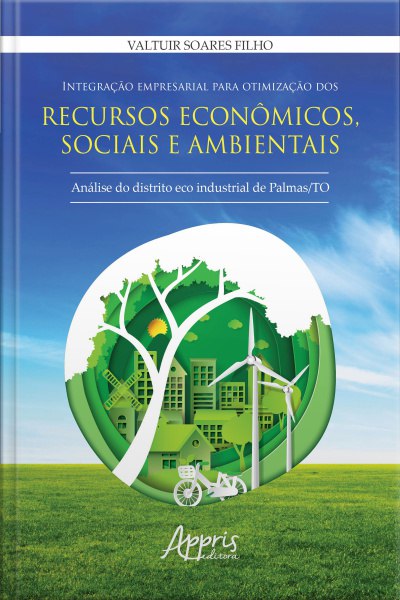 VALTUIR SOARES FILHO
INTEGRAÇÃO EMPRESARIAL PARA OTIMIZAÇÃO DOS
RECURSOS ECONÔMICOS,
SOCIAIS E AMBIENTAIS
Análise do distrito eco industrial de Palmas/TO
Appris
editora